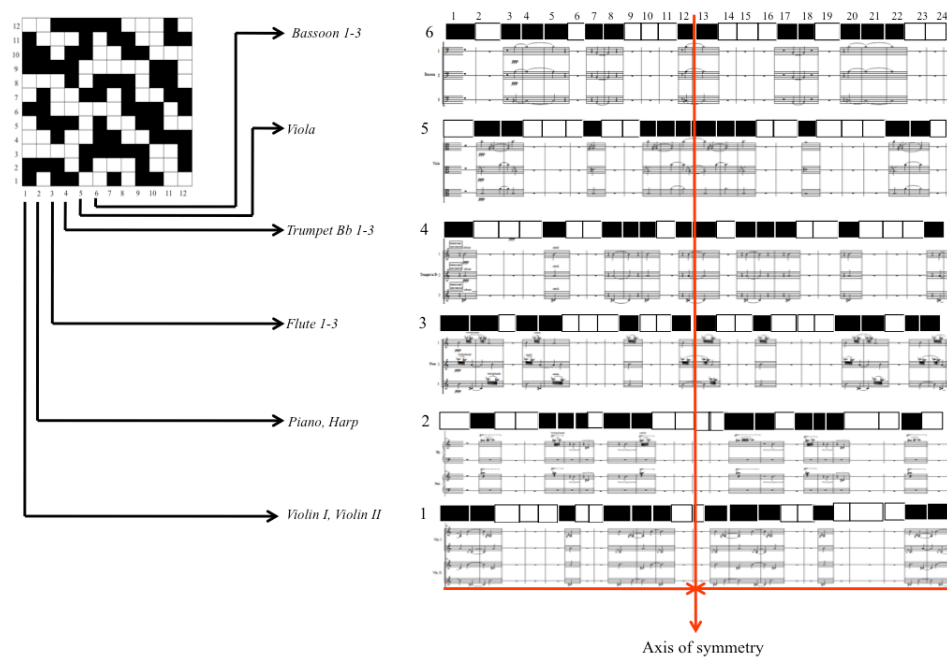 1 2 3 4 5 6 7 8 9 10 11 12 13 14 15 16 17 18 19 20 21 22 23 24
6
Bassoon 1-3
12
11
10
9
8
7
6
5
4
3
2
1
1 2 3 4 5 6 7 8 9 10 11 12
5
Viola
4
Trumpet Bb 1-3
3
Flute 1-3
2
Piano, Harp
1
Violin I, Violin II
Axis of symmetry